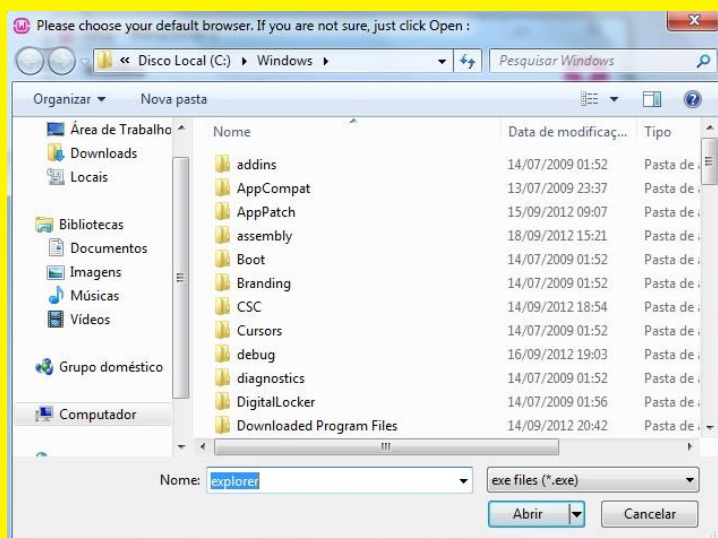 Please choose your default browser. If you are not sure, just click Open :
« Disco Local (C:) Windows
Pesquisar Windows
Organizar Nova pasta
Área de Trabalho
Downloads
Locais
Bibliotecas
Documentos
Imagens
Músicas
Vídeos
Grupo doméstico
Computador
Nome Data de modificaç... Tipo
addins 14/07/2009 01:52 Pasta de
AppCompat 13/07/2009 23:37 Pasta de
AppPatch 15/09/2012 09:07 Pasta de
assembly 18/09/2012 15:21 Pasta de
Boot 14/07/2009 01:52 Pasta de
Branding 14/07/2009 01:52 Pasta de
CSC 14/09/2012 18:54 Pasta de
Cursors 14/07/2009 01:52 Pasta de
debug 16/09/2012 19:03 Pasta de
diagnostics 14/07/2009 01:52 Pasta de
DigitalLocker 14/07/2009 01:56 Pasta de
Downloaded Program Files 14/09/2012 20:42 Pasta de
Nome: explorer exe files (*.exe)
Abrir Cancelar